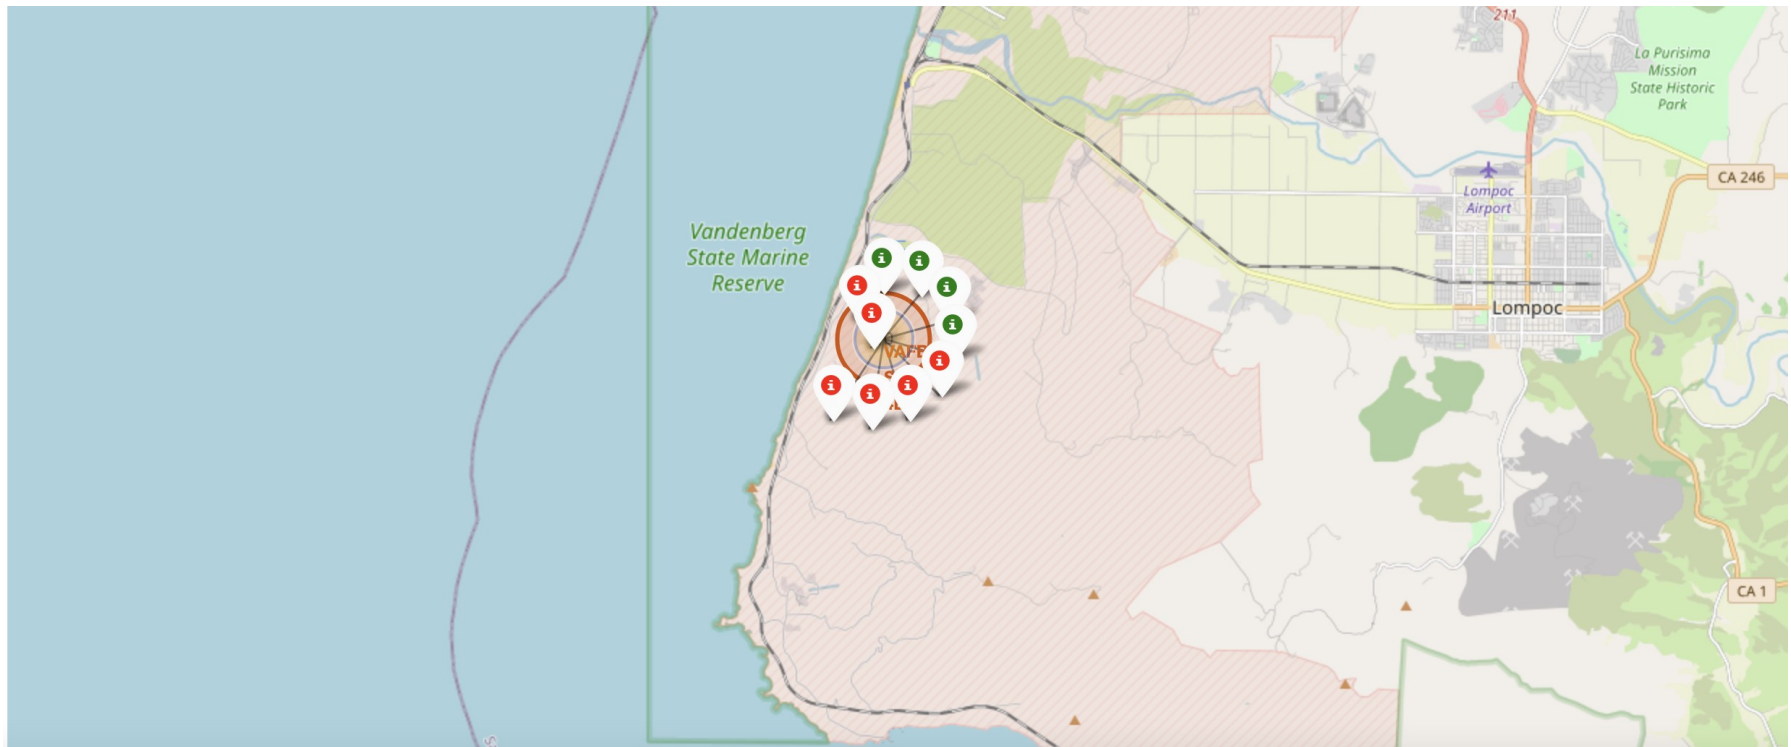 211
La Purisima
Mission
State Historic
Park
CA 246
Lompoc
Airport
Vandenberg
State Marine
Reserve
Lompoc
VAFB
CA 1